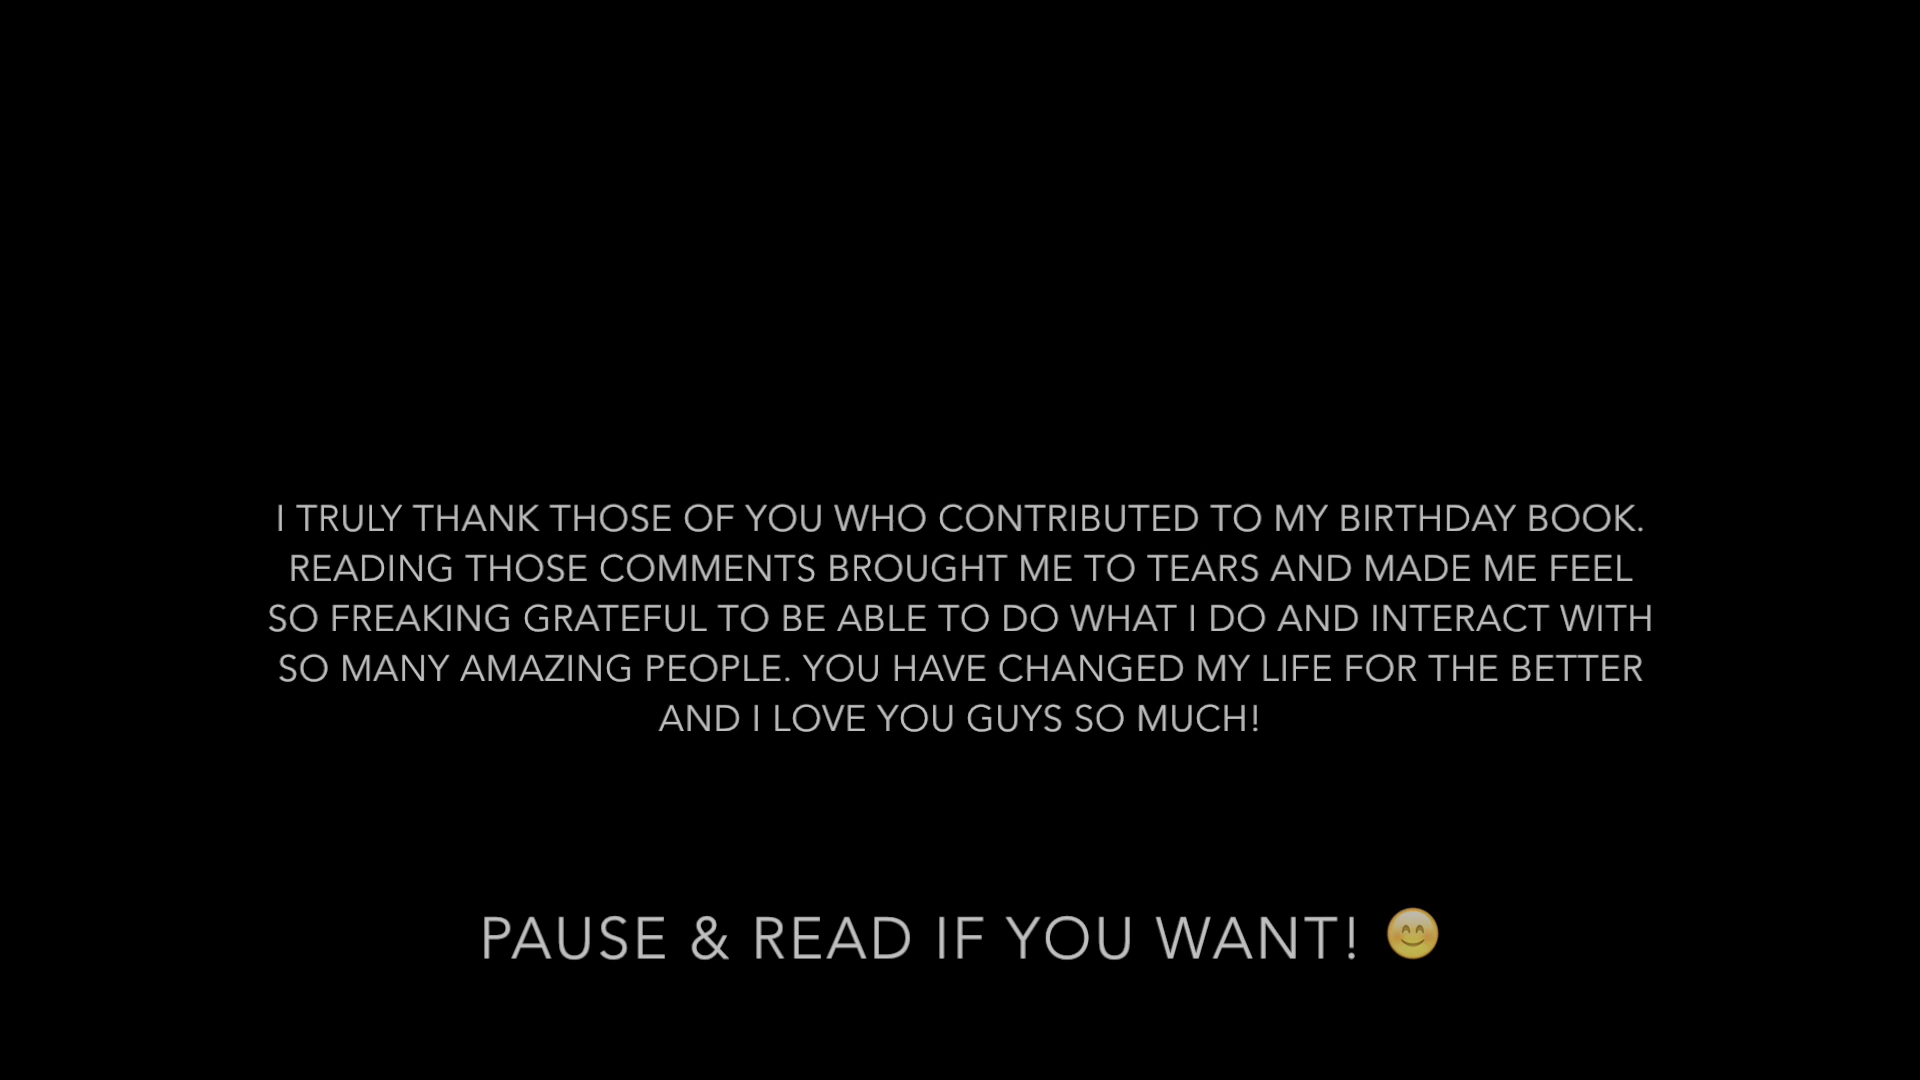 I TRULY THANK THOSE OF YOU WHO CONTRIBUTED TO MY BIRTHDAY BOOK.
READING THOSE COMMENTS BROUGHT ME TO TEARS AND MADE ME FEEL
SO FREAKING GRATEFUL TO BE ABLE TO DO WHAT I DO AND INTERACT WITH
SO MANY AMAZING PEOPLE. YOU HAVE CHANGED MY LIFE FOR THE BETTER
AND I LOVE YOU GUYS SO MUCH!
PAUSE & READ IF YOU WANT! 😊